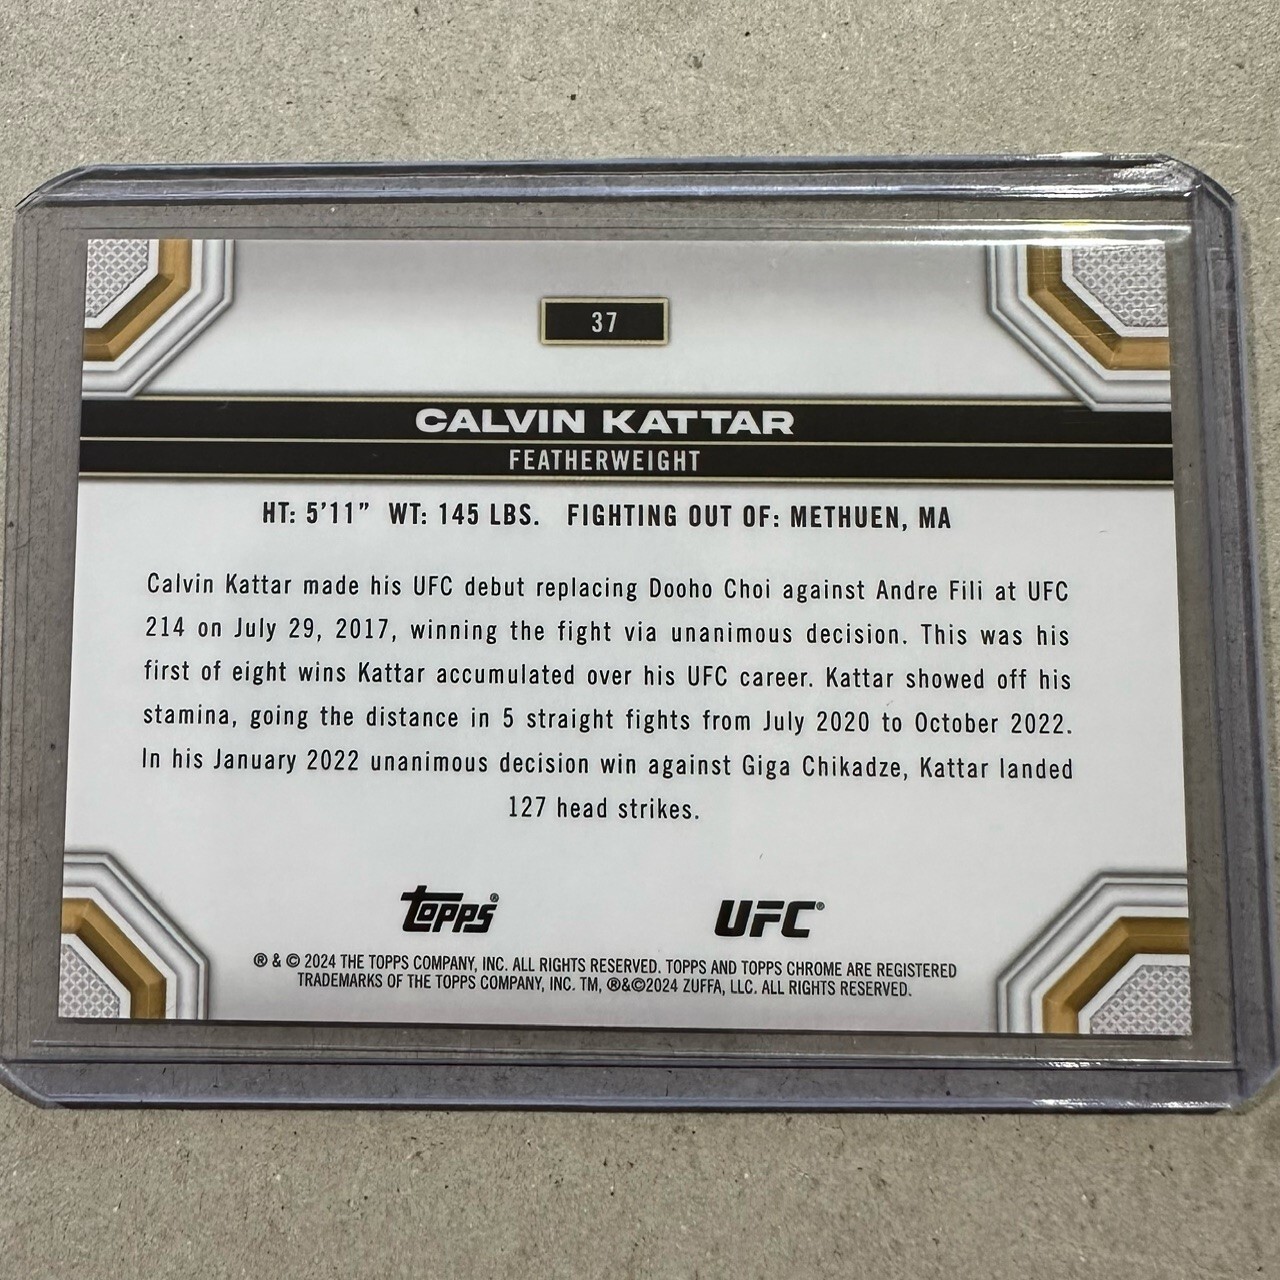 37
CALVIN KATTAR
FEATHERWEIGHT
HT: 5'11" WT: 145 LBS. FIGHTING OUT OF: METHUEN, MA
Calvin Kattar made his UFC debut replacing Dooho Choi against Andre Fili at UFC
214 on July 29, 2017, winning the fight via unanimous decision. This was his
first of eight wins Kattar accumulated over his UFC career. Kattar showed off his
stamina, going the distance in 5 straight fights from July 2020 to October 2022.
In his January 2022 unanimous decision win against Giga Chikadze, Kattar landed
127 head strikes.
Topps® UFC®
® & © 2024 THE TOPPS COMPANY, INC. ALL RIGHTS RESERVED. TOPPS AND TOPPS CHROME ARE REGISTERED
TRADEMARKS OF THE TOPPS COMPANY, INC. TM, ®&©2024 ZUFFA, LLC. ALL RIGHTS RESERVED.